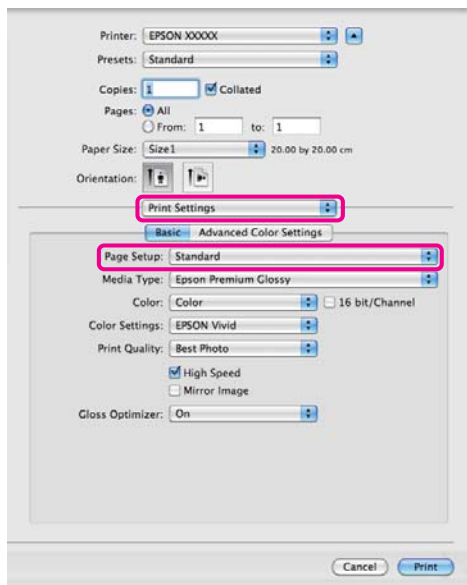 Printer: EPSON XXXXX
Presets: Standard
Copies: 1 Collated
Pages: All
From: 1 to: 1
Paper Size: Size1 20.00 by 20.00 cm
Orientation:
Print Settings
Basic Advanced Color Settings
Page Setup: Standard
Media Type: Epson Premium Glossy
Color: Color 16 bit/Channel
Color Settings: EPSON Vivid
Print Quality: Best Photo
High Speed
Mirror Image
Gloss Optimizer: On
Cancel Print